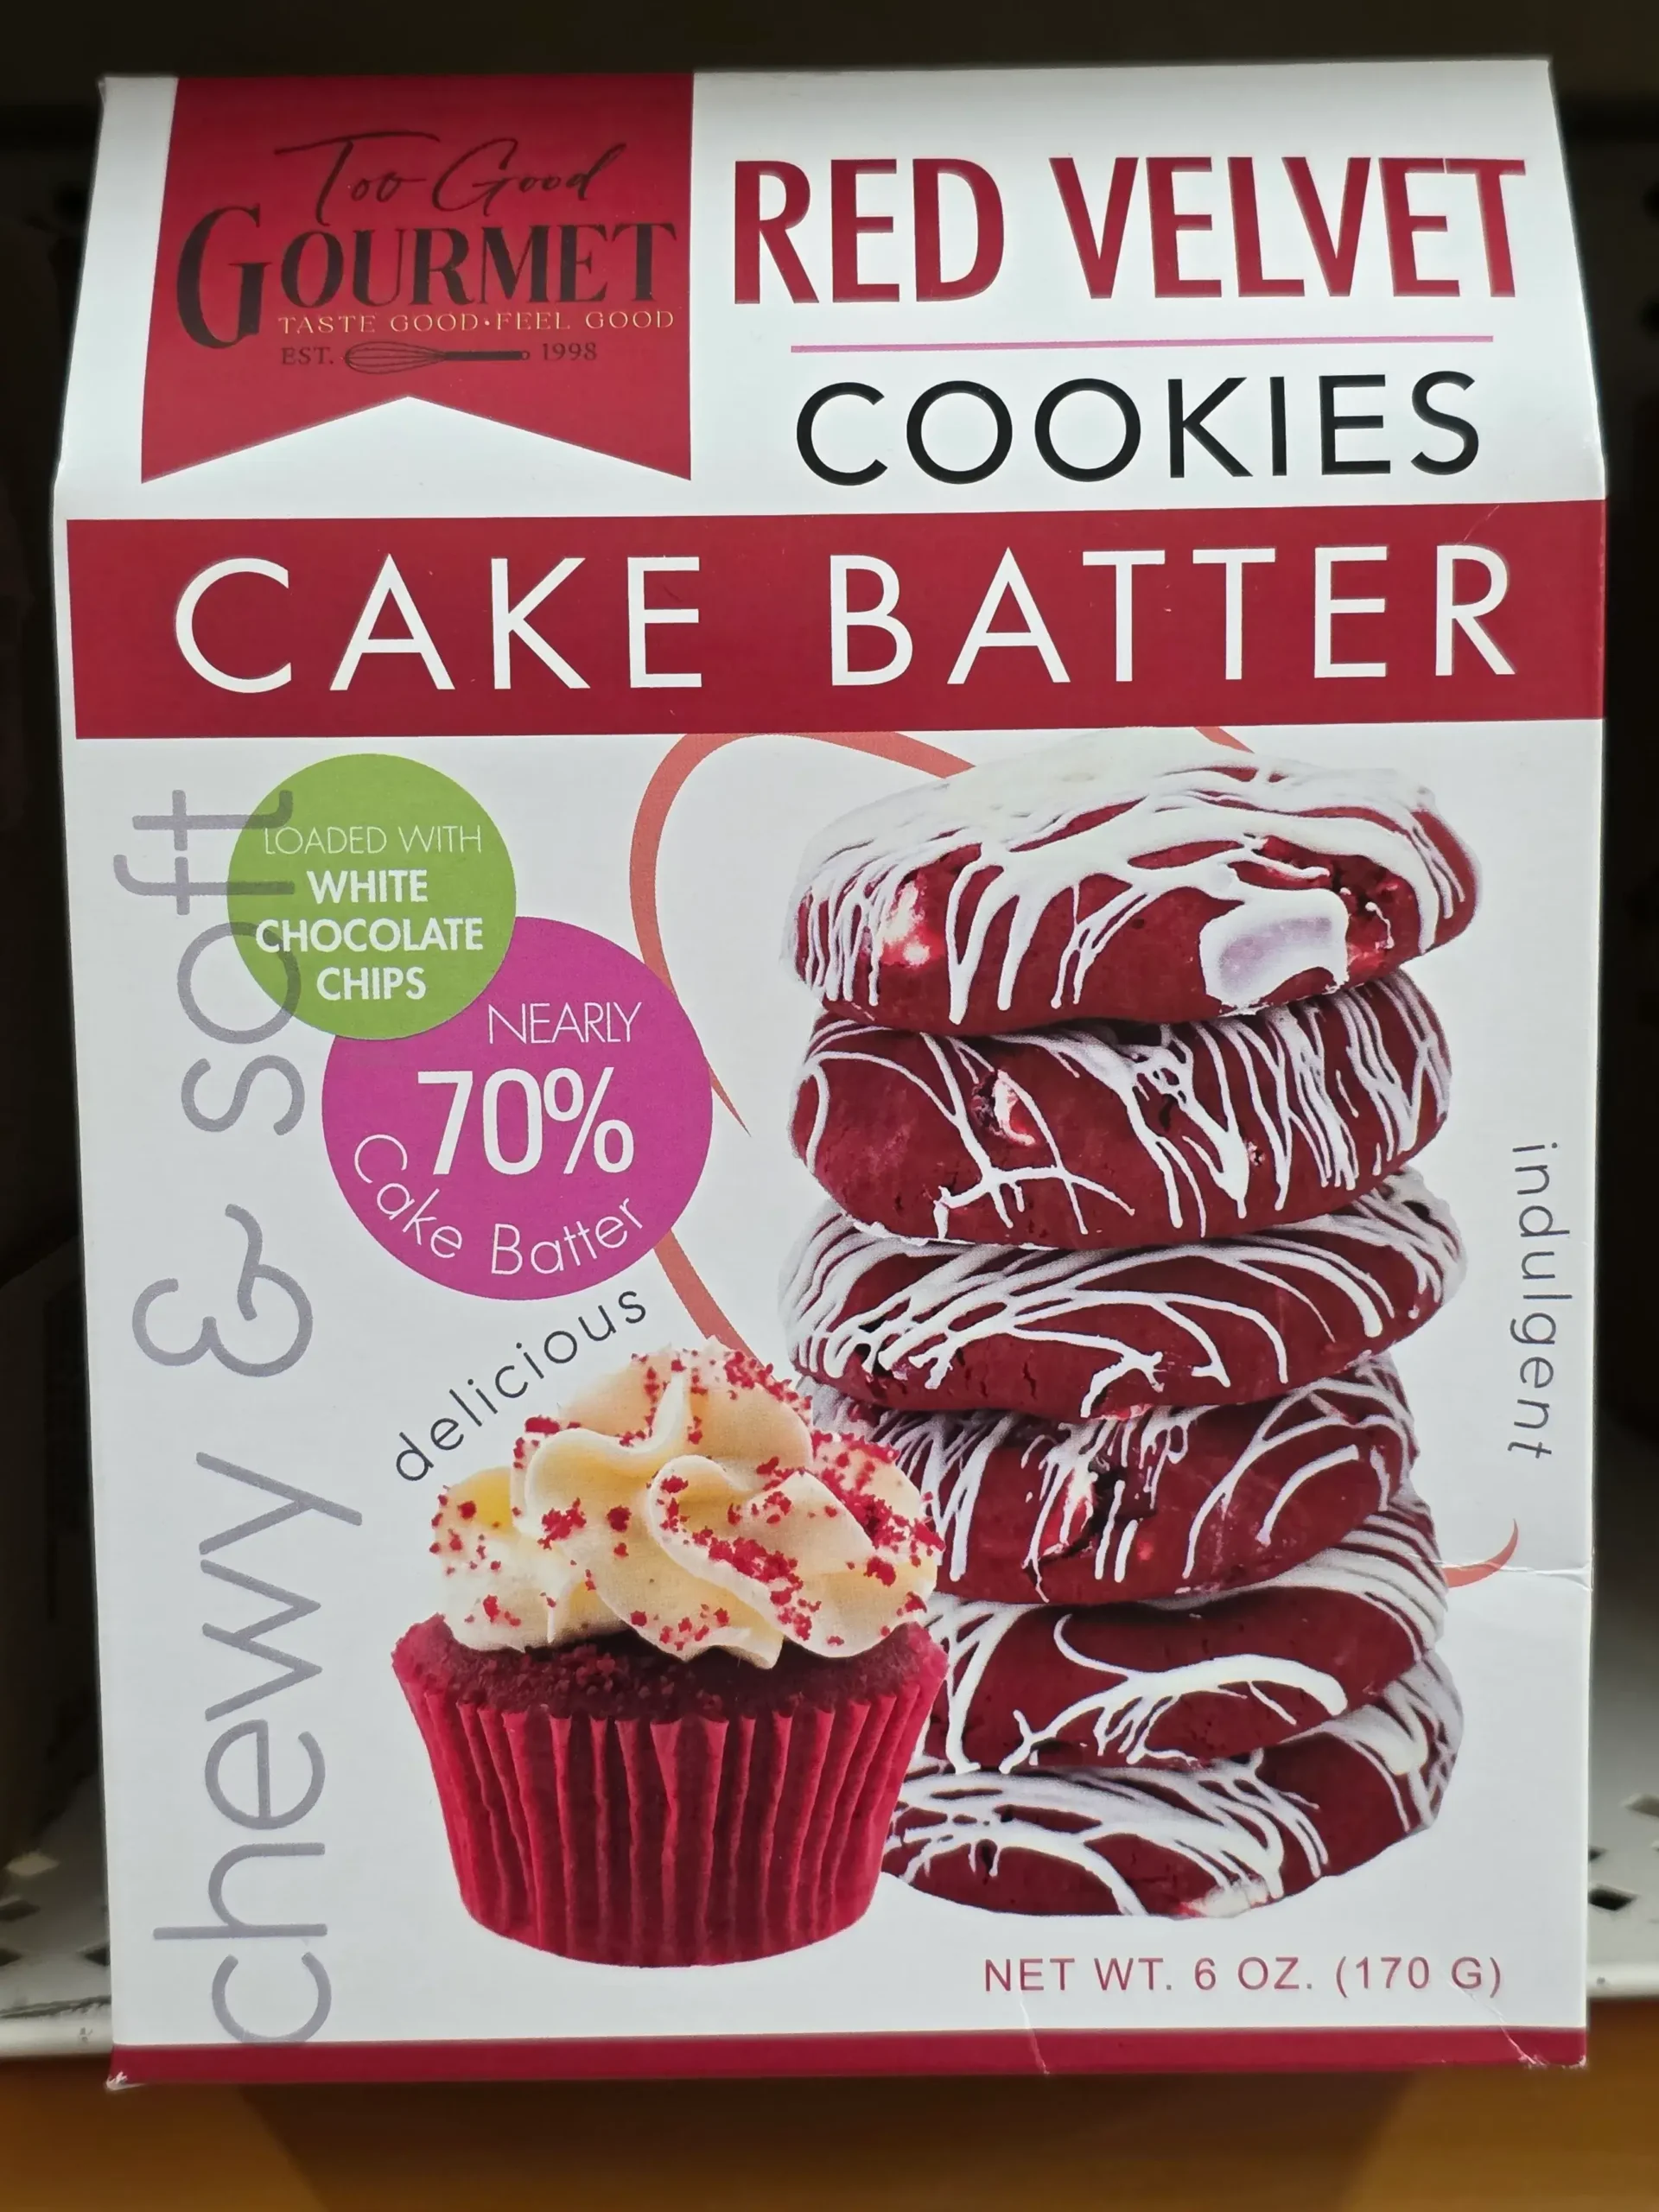 Too Good
GOURMET
TASTE GOOD•FEEL GOOD
EST. 1998
RED VELVET
COOKIES
CAKE BATTER
LOADED WITH
WHITE
CHOCOLATE
CHIPS
NEARLY
70%
Cake Batter
chewy & soft
delicious
indulgent
NET WT. 6 OZ. (170 G)